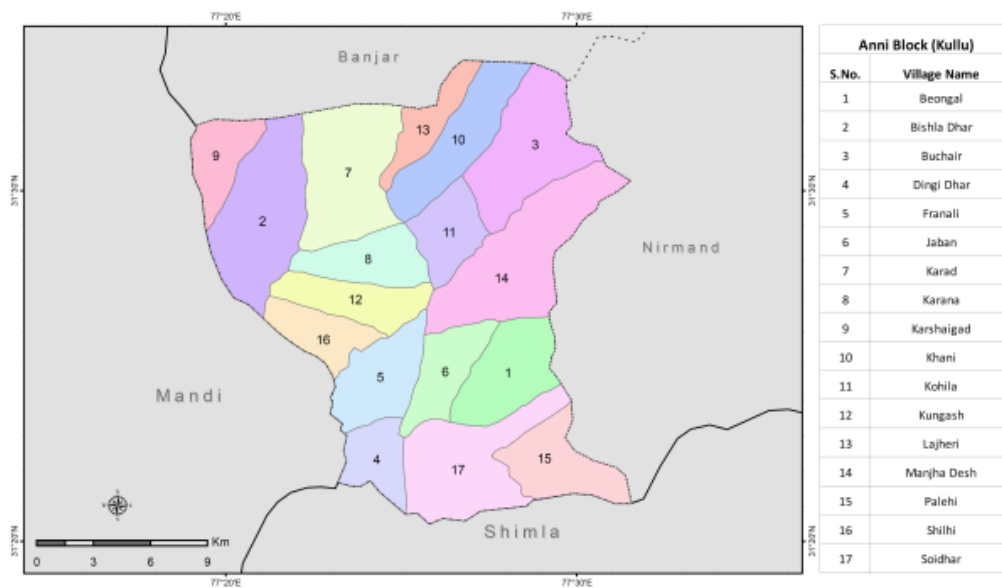 77°20'E 77°30'E
Banjar
13
10
9
3
7
31°30'N 31°30'N
2
11
Nirmand
8
14
12
16
5
6
1
Mandi
4
17
15
Shimla
Km
0 3 6 9
31°20'N 31°20'N
77°20'E 77°30'E
Anni Block (Kullu)
S.No. Village Name
1 Beongal
2 Bishla Dhar
3 Buchair
4 Dingi Dhar
5 Franali
6 Jaban
7 Karad
8 Karana
9 Karshaigad
10 Khani
11 Kohila
12 Kungash
13 Lajheri
14 Manjha Desh
15 Palehi
16 Shilhi
17 Soidhar